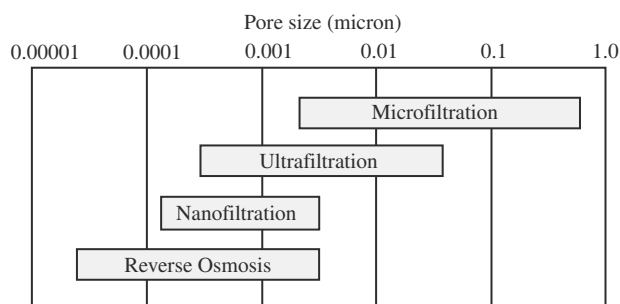 Pore size (micron)
0.00001 0.0001 0.001 0.01 0.1 1.0
Microfiltration
Ultrafiltration
Nanofiltration
Reverse Osmosis